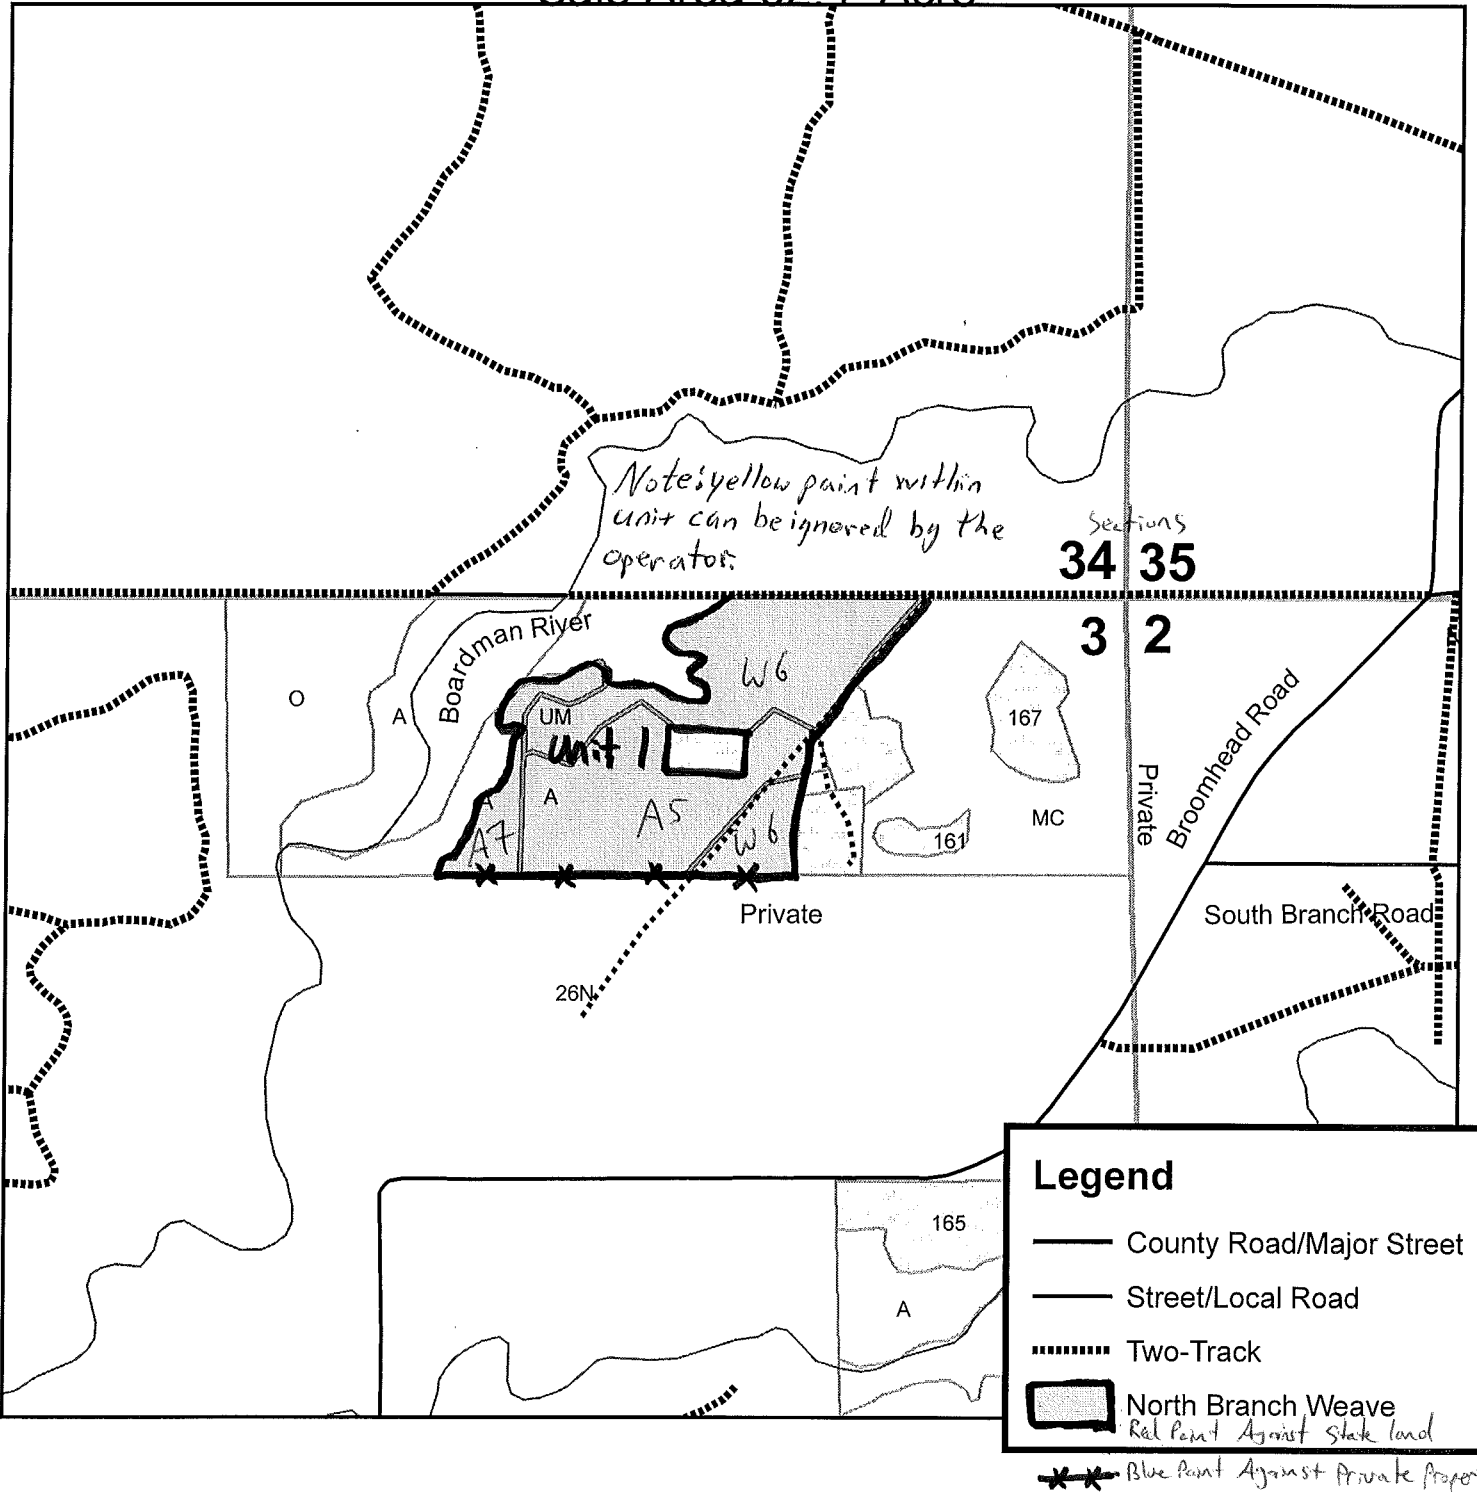 Note: yellow paint within
unit can be ignored by the
operator.
Sections
34 35
3 2
Boardman River
O
A
W6
UM
Unit 1
A
A
A5
A7
W6
167
161
MC
Private
Broomhead Road
South Branch Road
Private
26N
165
A
Legend
County Road/Major Street
Street/Local Road
Two-Track
North Branch Weave
Red Paint Against State land
Blue Paint Against Private Proper